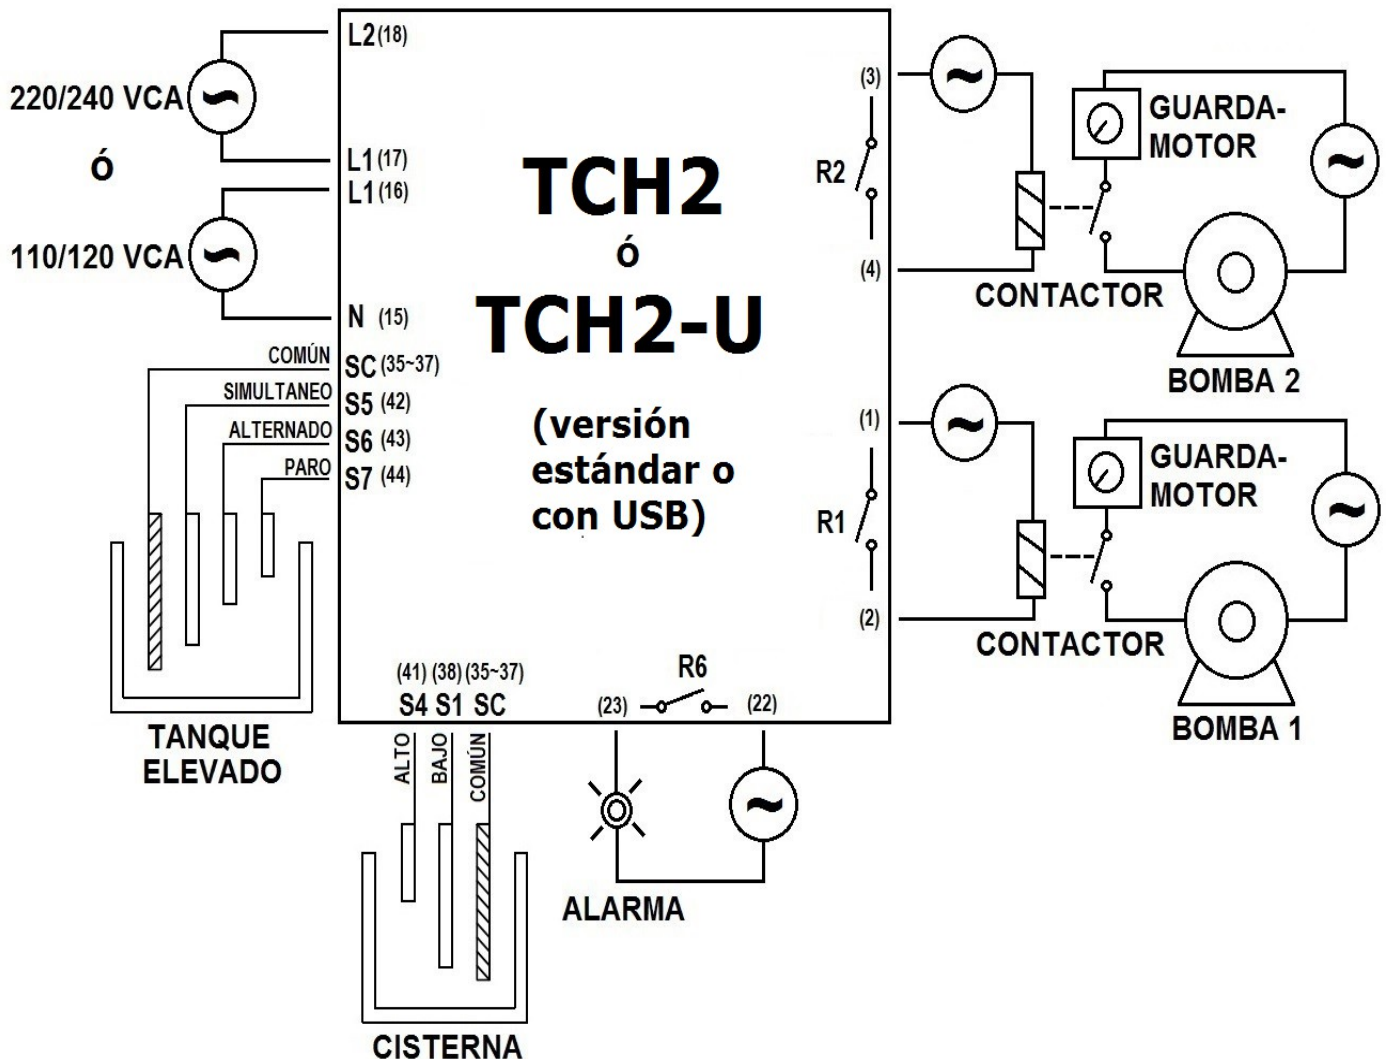 L2 (18)
220/240 VCA
ó
L1 (17)
L1 (16)
110/120 VCA
N (15)
COMÚN
SC (35~37)
SIMULTANEO
S5 (42)
ALTERNADO
S6 (43)
PARO
S7 (44)
TANQUE
ELEVADO
TCH2
ó
TCH2-U
(versión
estándar o
con USB)
(3)
R2
(4)
GUARDA-
MOTOR
CONTACTOR
BOMBA 2
(1)
R1
(2)
GUARDA-
MOTOR
CONTACTOR
BOMBA 1
(41) (38) (35~37)
S4 S1 SC
ALTO
BAJO
COMÚN
CISTERNA
R6
(23)
(22)
ALARMA